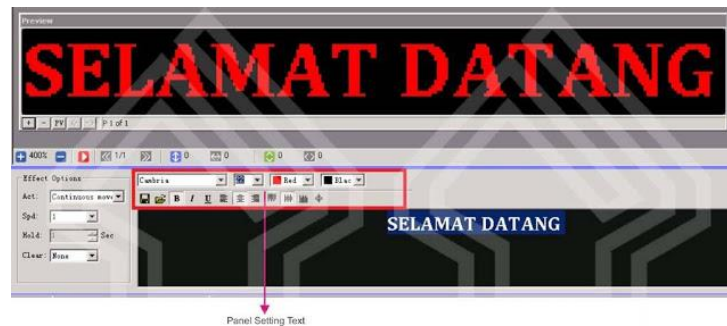 Preview
SELAMAT DATANG
P 1 of 1
400%
1/1
0
0
0
0
Effect Options
Act: Continuous move
Spd: 1
Hold: 1 Sec
Clear: None
Cambria
Red
Blac
B I U
SELAMAT DATANG
Panel Setting Text